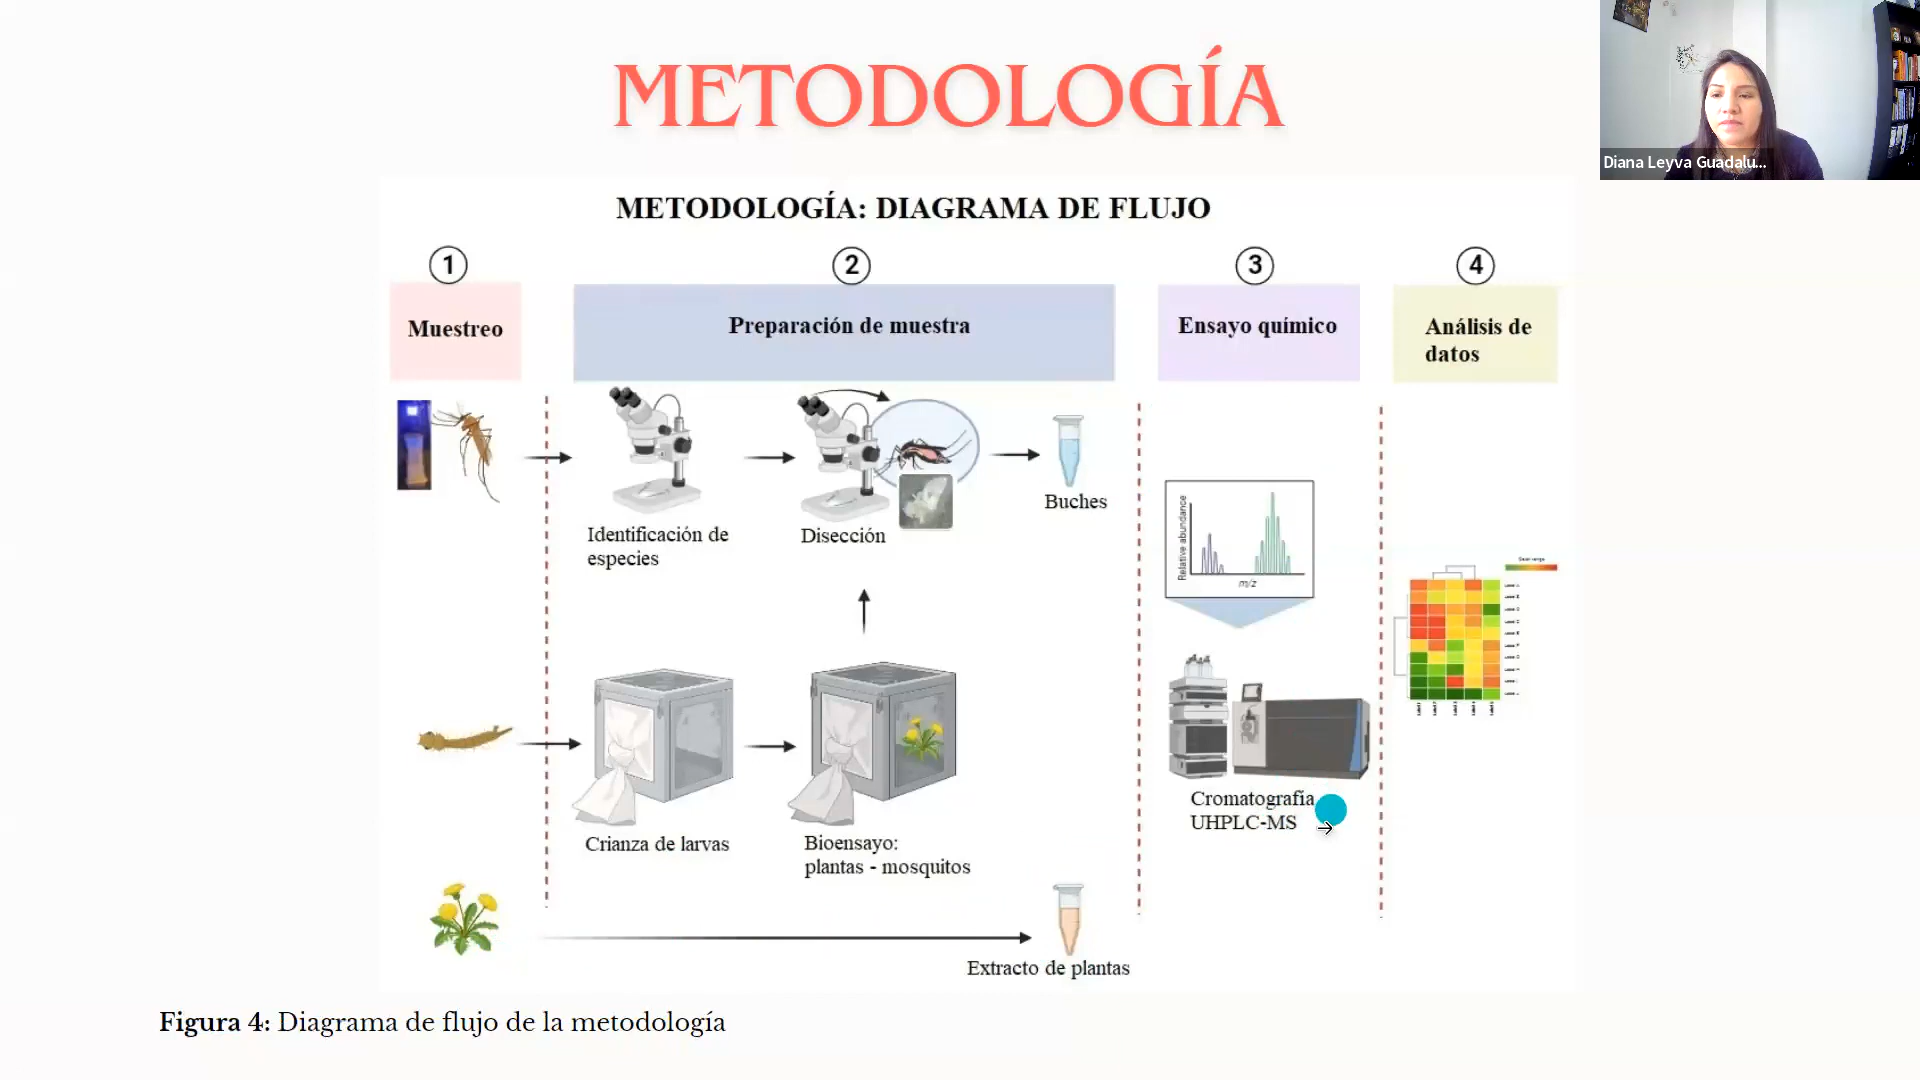 METODOLOGÍA
Diana Leyva Guadalu...
METODOLOGÍA: DIAGRAMA DE FLUJO
1
2
3
4
Muestreo
Preparación de muestra
Ensayo químico
Análisis de
datos
Identificación de
especies
Disección
Buches
Relative abundance
m/z
Crianza de larvas
Bioensayo:
plantas - mosquitos
Cromatografía
UHPLC-MS
Extracto de plantas
Figura 4: Diagrama de flujo de la metodología